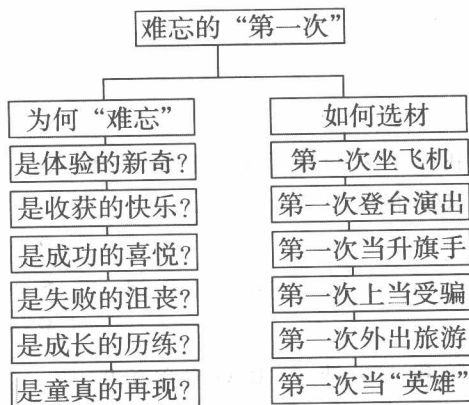 难忘的“第一次”
为何“难忘”
是体验的新奇?
是收获的快乐?
是成功的喜悦?
是失败的沮丧?
是成长的历练?
是童真的再现?
如何选材
第一次坐飞机
第一次登台演出
第一次当升旗手
第一次上当受骗
第一次外出旅游
第一次当“英雄”